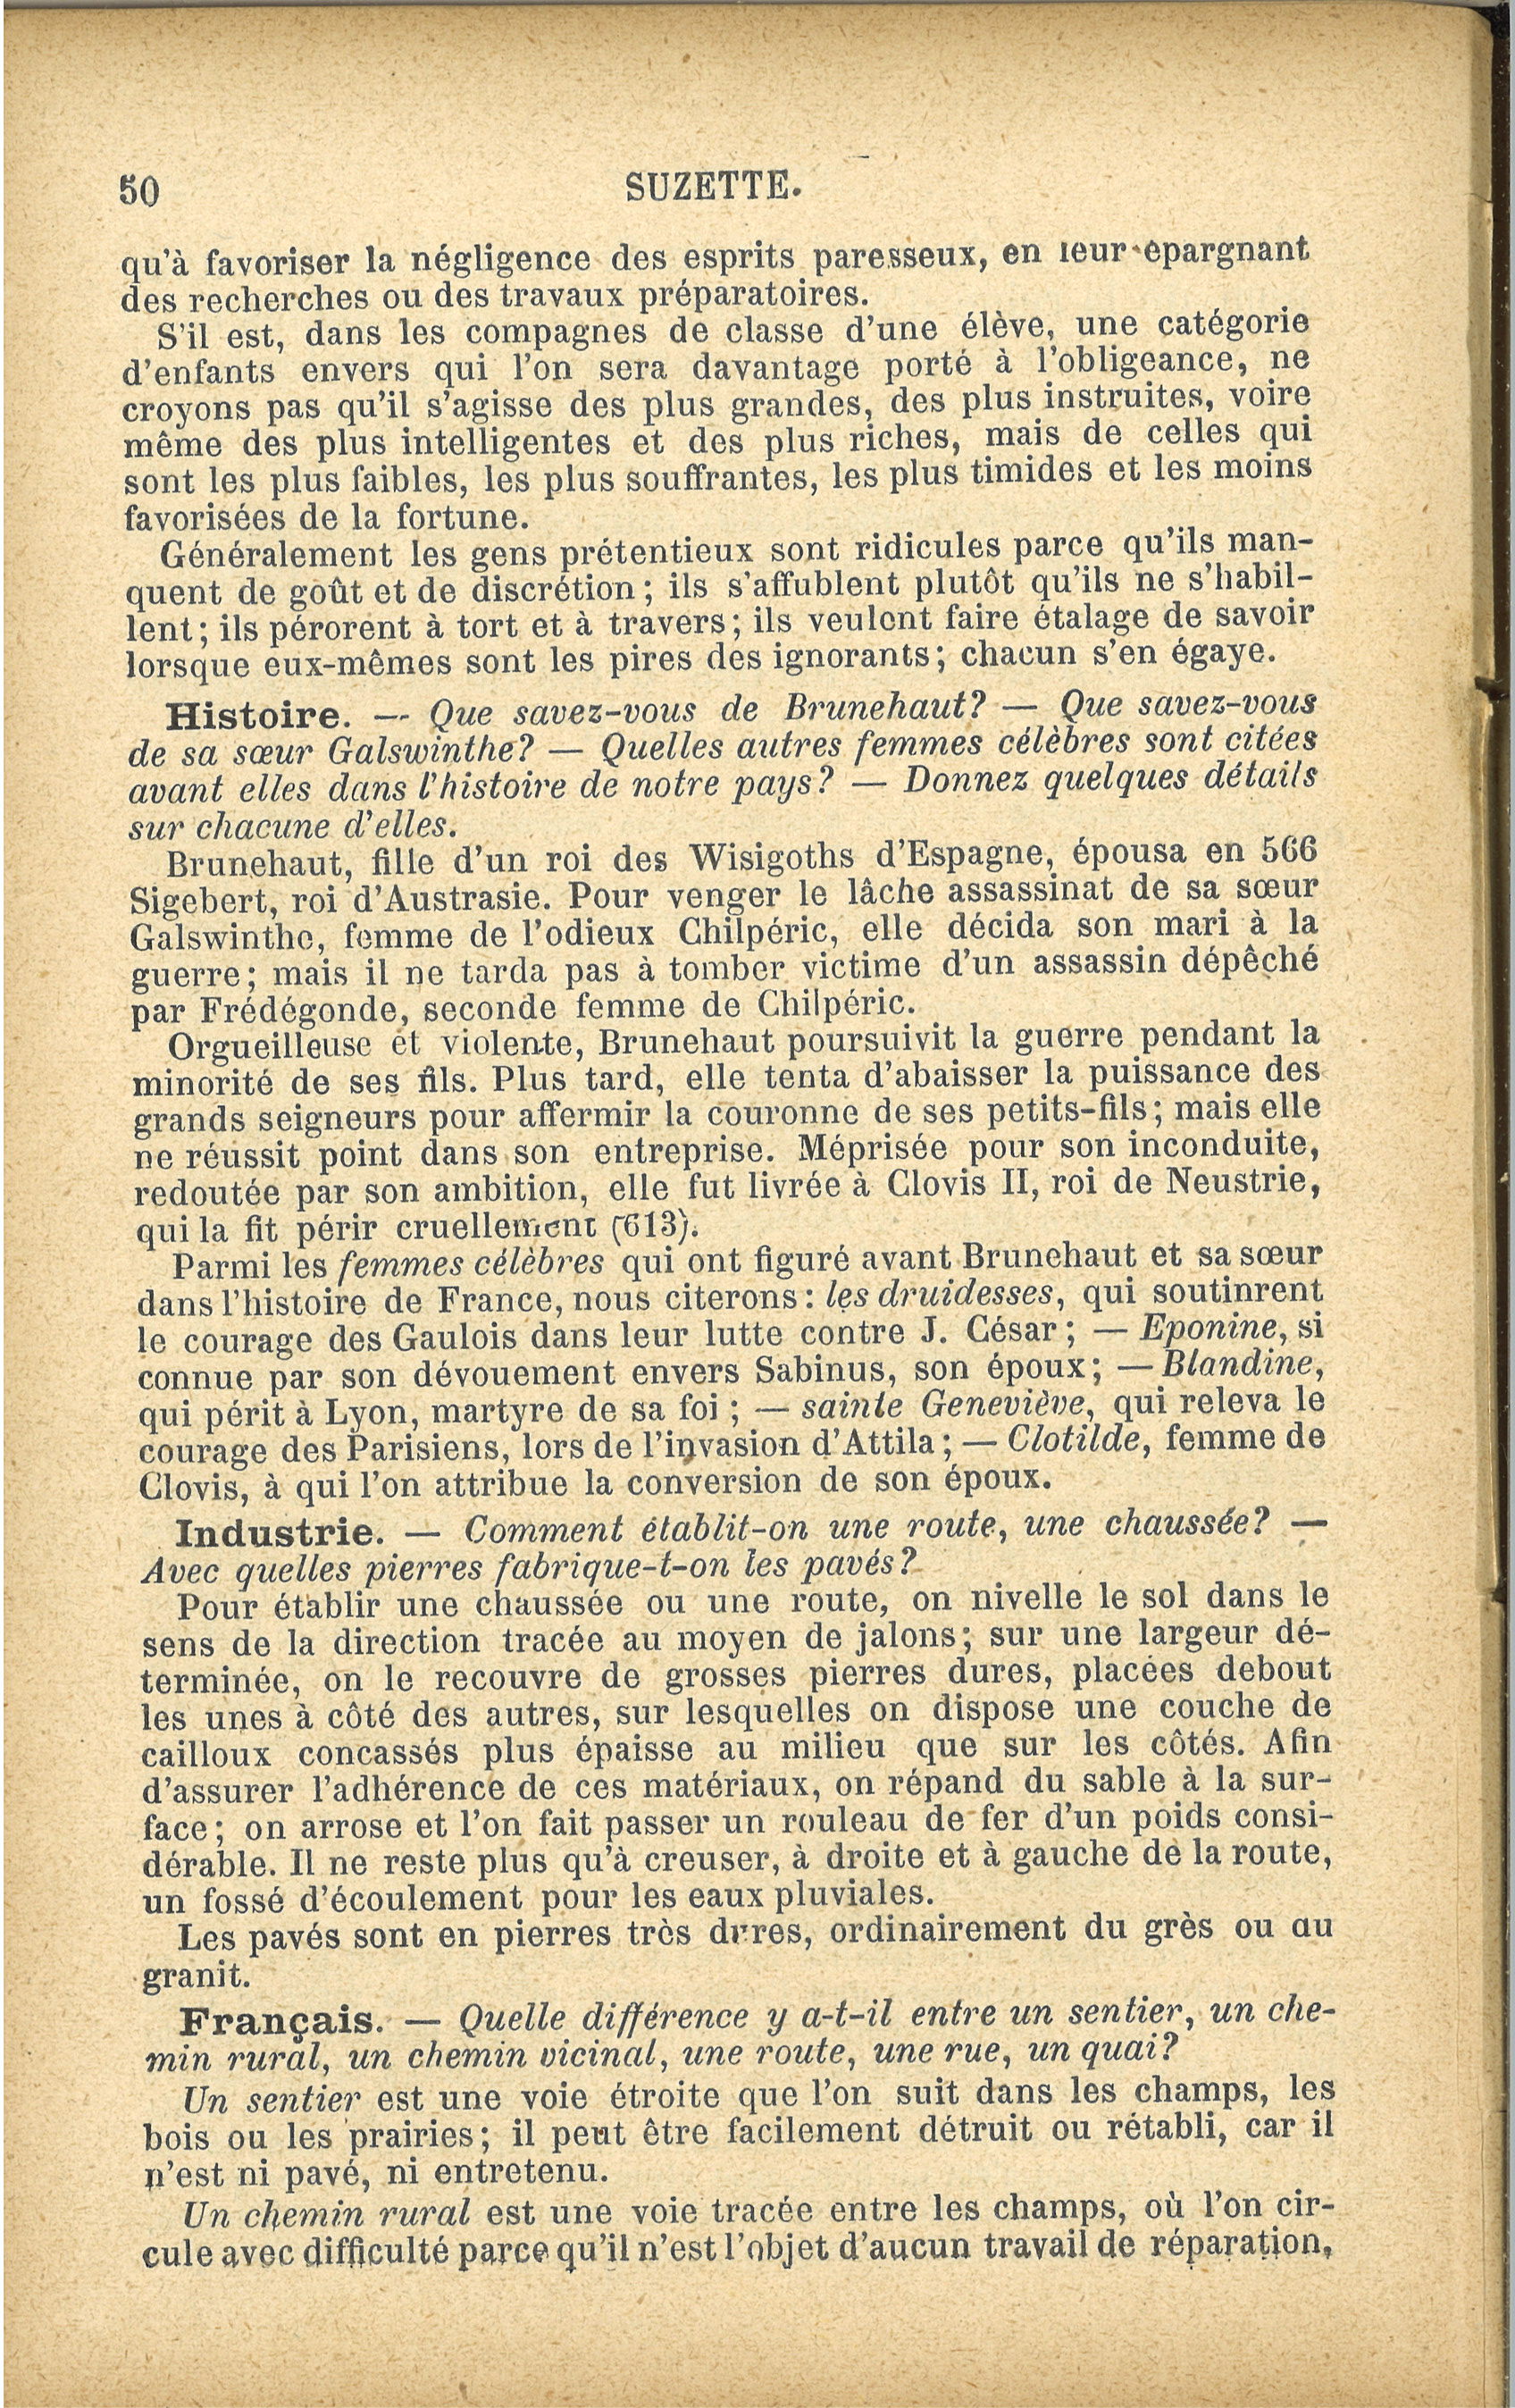 50 SUZETTE.
qu'à favoriser la négligence des esprits paresseux, en leur epargnant
des recherches ou des travaux préparatoires.
S'il est, dans les compagnes de classe d'une élève, une catégorie
d'enfants envers qui l'on sera davantage porté à l'obligeance, ne
croyons pas qu'il s'agisse des plus grandes, des plus instruites, voire
même des plus intelligentes et des plus riches, mais de celles qui
sont les plus faibles, les plus souffrantes, les plus timides et les moins
favorisées de la fortune.
Généralement les gens prétentieux sont ridicules parce qu'ils man-
quent de goût et de discrétion; ils s'affublent plutôt qu'ils ne s'habil-
lent; ils pérorent à tort et à travers; ils veulent faire étalage de savoir
lorsque eux-mêmes sont les pires des ignorants; chacun s'en égaye.
Histoire. — Que savez-vous de Brunehaut? — Que savez-vous
de sa sœur Galswinthe? — Quelles autres femmes célèbres sont citées
avant elles dans l'histoire de notre pays? — Donnez quelques détails
sur chacune d'elles.
Brunehaut, fille d'un roi des Wisigoths d'Espagne, épousa en 566
Sigebert, roi d'Austrasie. Pour venger le lâche assassinat de sa sœur
Galswinthe, femme de l'odieux Chilpéric, elle décida son mari à la
guerre; mais il ne tarda pas à tomber victime d'un assassin dépêché
par Frédégonde, seconde femme de Chilpéric.
Orgueilleuse et violente, Brunehaut poursuivit la guerre pendant la
minorité de ses fils. Plus tard, elle tenta d'abaisser la puissance des
grands seigneurs pour affermir la couronne de ses petits-fils; mais elle
ne réussit point dans son entreprise. Méprisée pour son inconduite,
redoutée par son ambition, elle fut livrée à Clovis II, roi de Neustrie,
qui la fit périr cruellement (613).
Parmi les femmes célèbres qui ont figuré avant Brunehaut et sa sœur
dans l'histoire de France, nous citerons: les druidesses, qui soutinrent
le courage des Gaulois dans leur lutte contre J. César; — Eponine, si
connue par son dévouement envers Sabinus, son époux; — Blandine,
qui périt à Lyon, martyre de sa foi; — sainte Geneviève, qui releva le
courage des Parisiens, lors de l'invasion d'Attila; — Clotilde, femme de
Clovis, à qui l'on attribue la conversion de son époux.
Industrie. — Comment établit-on une route, une chaussée? —
Avec quelles pierres fabrique-t-on les pavés?
Pour établir une chaussée ou une route, on nivelle le sol dans le
sens de la direction tracée au moyen de jalons; sur une largeur dé-
terminée, on le recouvre de grosses pierres dures, placées debout
les unes à côté des autres, sur lesquelles on dispose une couche de
cailloux concassés plus épaisse au milieu que sur les côtés. Afin
d'assurer l'adhérence de ces matériaux, on répand du sable à la sur-
face; on arrose et l'on fait passer un rouleau de fer d'un poids consi-
dérable. Il ne reste plus qu'à creuser, à droite et à gauche de la route,
un fossé d'écoulement pour les eaux pluviales.
Les pavés sont en pierres très dures, ordinairement du grès ou du
granit.
Français. — Quelle différence y a-t-il entre un sentier, un che-
min rural, un chemin vicinal, une route, une rue, un quai?
Un sentier est une voie étroite que l'on suit dans les champs, les
bois ou les prairies; il peut être facilement détruit ou rétabli, car il
n'est ni pavé, ni entretenu.
Un chemin rural est une voie tracée entre les champs, où l'on cir-
cule avec difficulté parce qu'il n'est l'objet d'aucun travail de réparation,